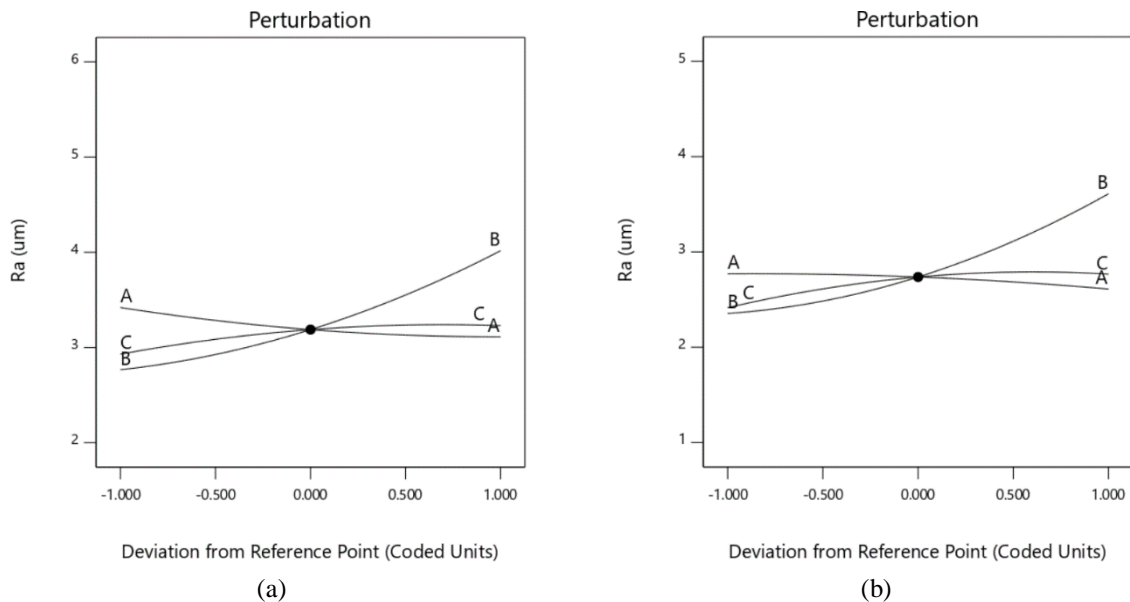 Perturbation
6
5
4
3
2
Ra (um)
A
C
B
B
C
A
-1.000 -0.500 0.000 0.500 1.000
Deviation from Reference Point (Coded Units)
(a)
Perturbation
5
4
3
2
1
Ra (um)
A
B C
B
C
A
-1.000 -0.500 0.000 0.500 1.000
Deviation from Reference Point (Coded Units)
(b)